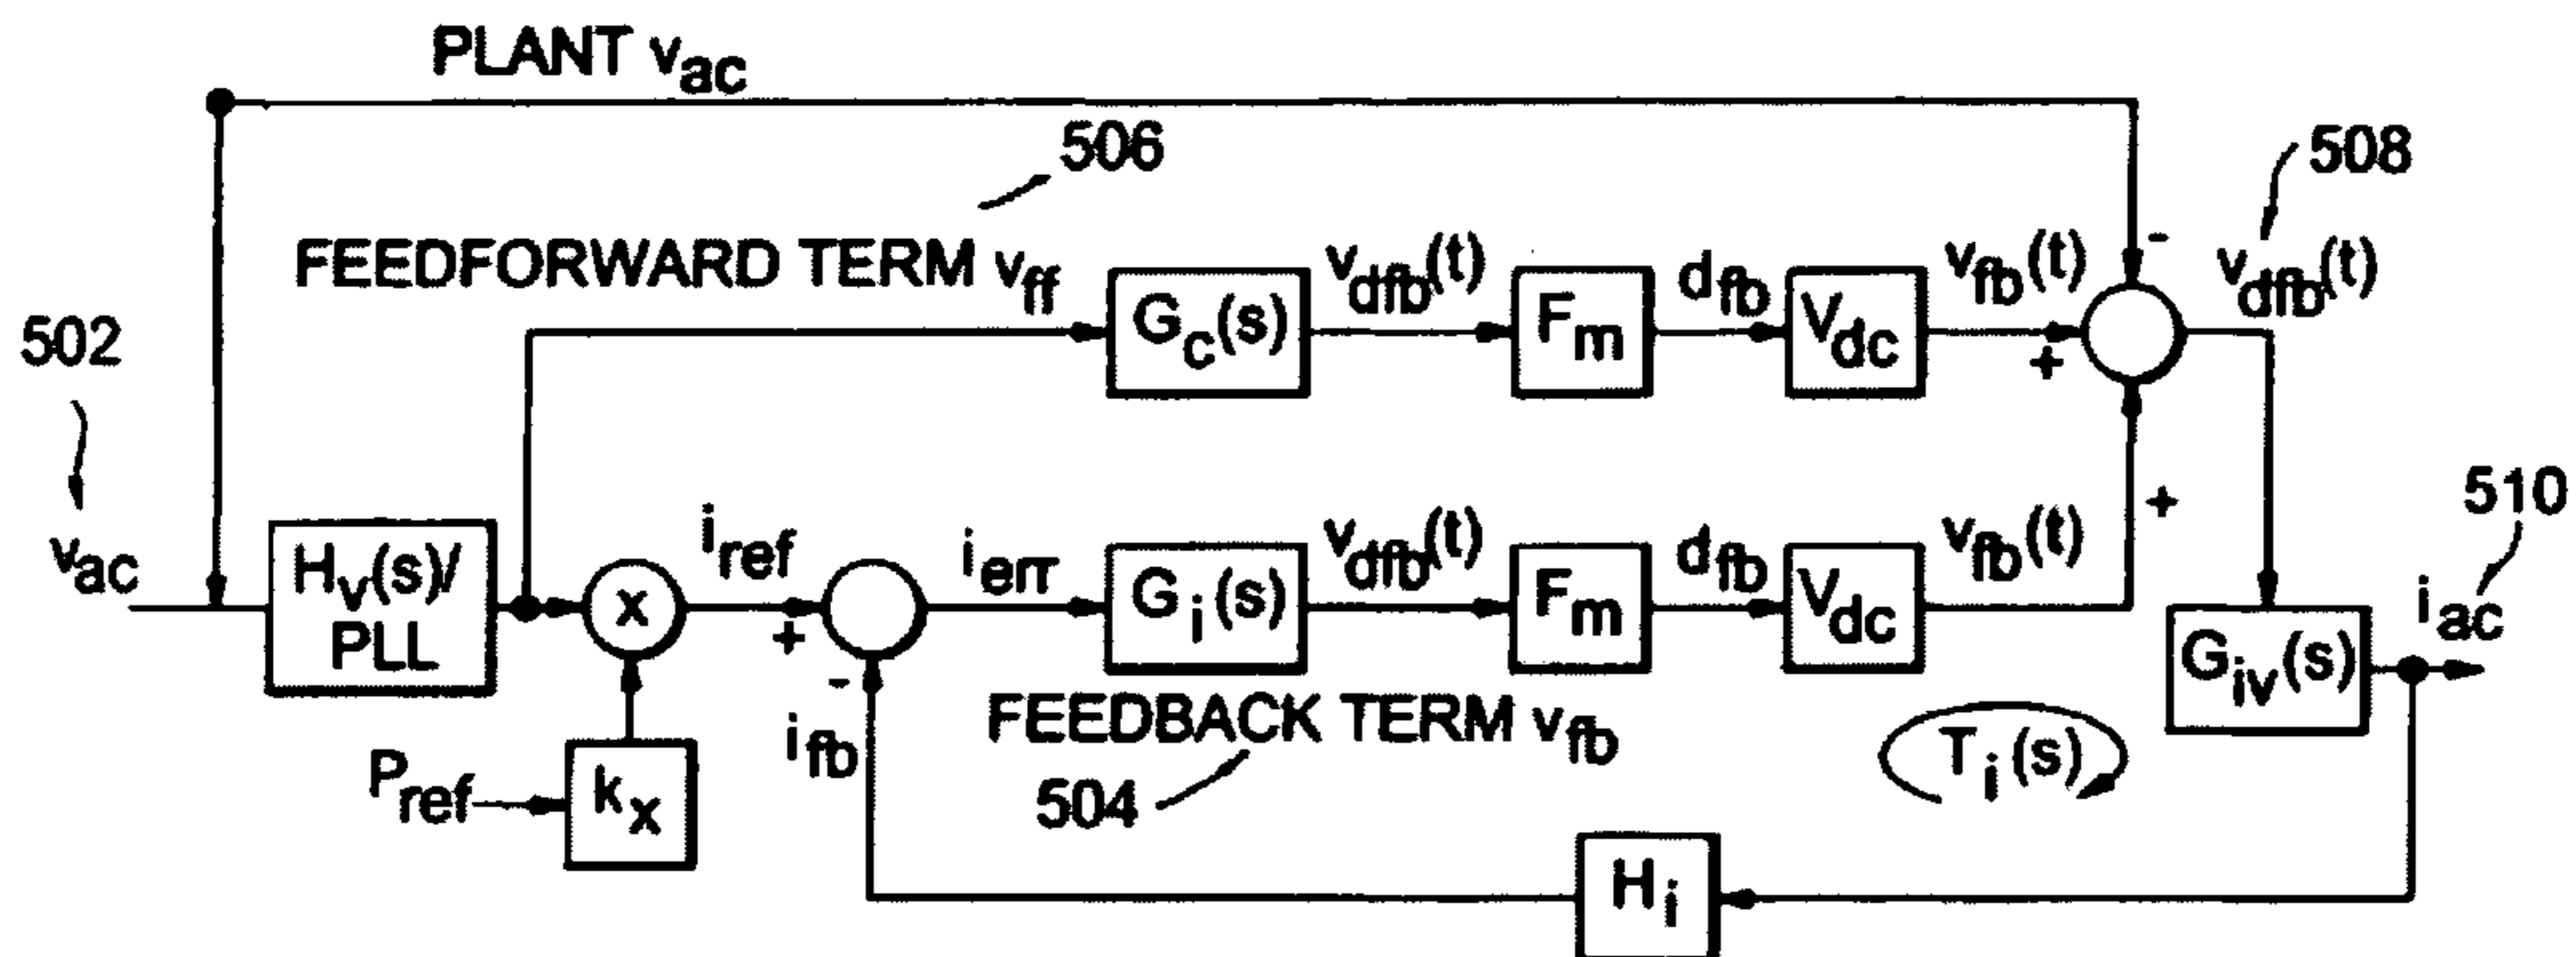 PLANT vac
506
508
FEEDFORWARD TERM vff
Gc(s)
vdfb(t)
Fm
dfb
Vdc
vfb(t)
-
+
vdfb(t)
502
vac
Hv(s)/
PLL
x
iref
+
-
ifb
ierr
Gi(s)
vdfb(t)
Fm
dfb
Vdc
vfb(t)
+
510
iac
Giv(s)
Pref
kx
FEEDBACK TERM vfb
504
Ti(s)
Hi